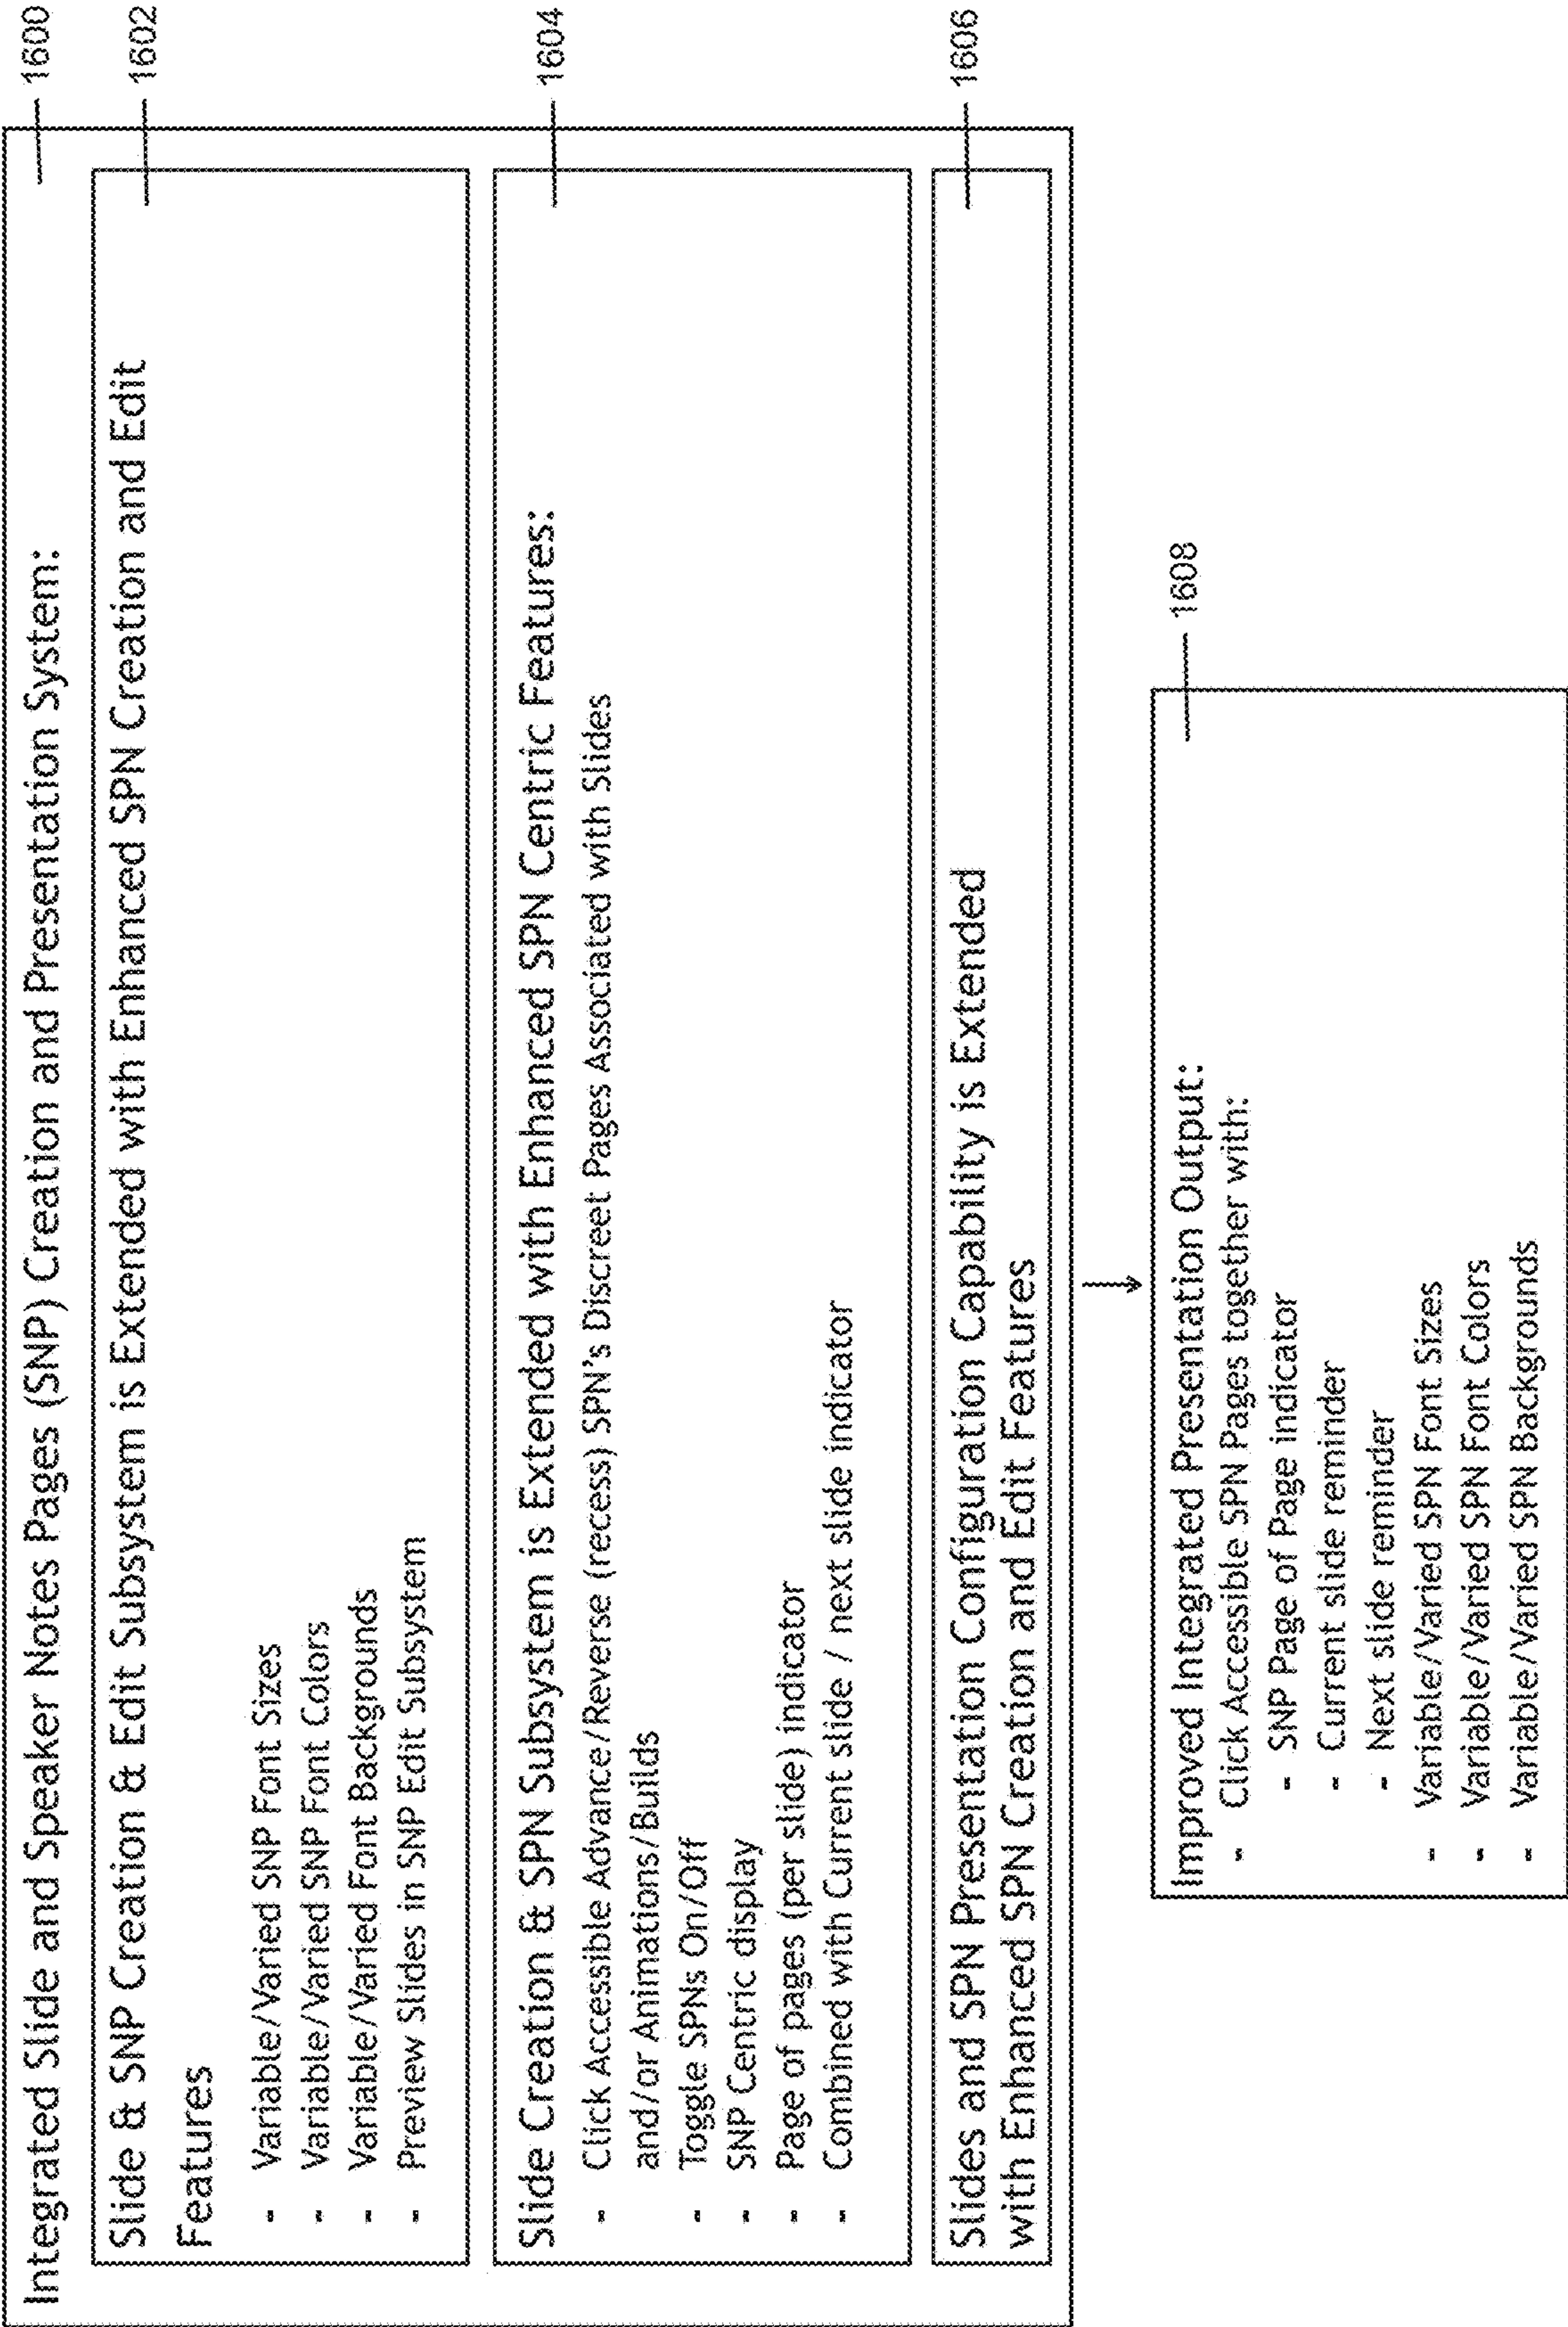 Integrated Slide and Speaker Notes Pages (SNP) Creation and Presentation System:
1600
Slide & SNP Creation & Edit Subsystem is Extended with Enhanced SPN Creation and Edit
1602
Features
- Variable/Varied SNP Font Sizes
- Variable/Varied SNP Font Colors
- Variable/Varied Font Backgrounds
- Preview Slides in SNP Edit Subsystem
Slide Creation & SPN Subsystem is Extended with Enhanced SPN Centric Features:
1604
- Click Accessible Advance/Reverse (recess) SPN's Discreet Pages Associated with Slides
and/or Animations/Builds
- Toggle SPNs On/Off
- SNP Centric display
- Page of pages (per slide) indicator
- Combined with Current slide / next slide indicator
Slides and SPN Presentation Configuration Capability is Extended
1606
with Enhanced SPN Creation and Edit Features
Improved Integrated Presentation Output:
1608
- Click Accessible SPN Pages together with:
- SNP Page of Page indicator
- Current slide reminder
- Next slide reminder
- Variable/Varied SPN Font Sizes
- Variable/Varied SPN Font Colors
- Variable/Varied SPN Backgrounds